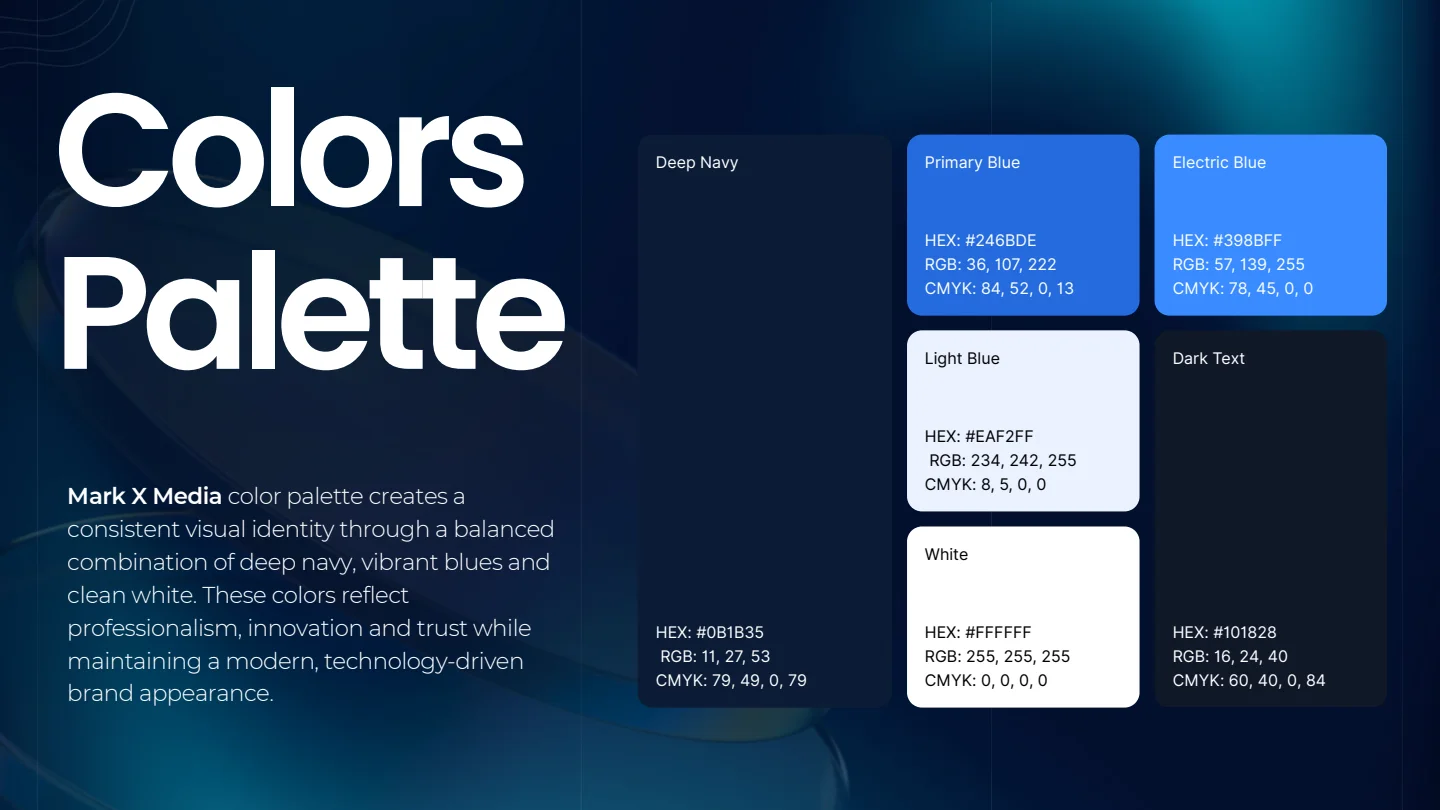 Colors
Palette
Mark X Media color palette creates a
consistent visual identity through a balanced
combination of deep navy, vibrant blues and
clean white. These colors reflect
professionalism, innovation and trust while
maintaining a modern, technology-driven
brand appearance.
Deep Navy
HEX: #0B1B35
RGB: 11, 27, 53
CMYK: 79, 49, 0, 79
Primary Blue
HEX: #246BDE
RGB: 36, 107, 222
CMYK: 84, 52, 0, 13
Electric Blue
HEX: #398BFF
RGB: 57, 139, 255
CMYK: 78, 45, 0, 0
Light Blue
HEX: #EAF2FF
RGB: 234, 242, 255
CMYK: 8, 5, 0, 0
White
HEX: #FFFFFF
RGB: 255, 255, 255
CMYK: 0, 0, 0, 0
Dark Text
HEX: #101828
RGB: 16, 24, 40
CMYK: 60, 40, 0, 84